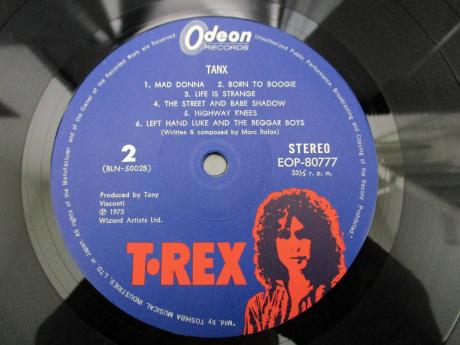 Odeon
RECORDS
TANX
1. MAD DONNA 2. BORN TO BOOGIE
3. LIFE IS STRANGE
4. THE STREET AND BABE SHADOW
5. HIGHWAY KNEES
6. LEFT HAND LUKE AND THE BEGGAR BOYS
(Written & composed by Marc Bolan)
2
(BLN-5002B)
STEREO
EOP-80777
33⅓ r. p. m.
Produced by Tony
Visconti
Ⓟ 1973
Wizard Artists Ltd.
T•REX
"Mfd. by TOSHIBA MUSICAL INDUSTRIES, LTD. in Japan. All rights of the Manufacturer and of the Owner of the Recorded Work are Reserved. Unauthorized Public Performance, Broadcasting and Copying of the Record Prohibited."